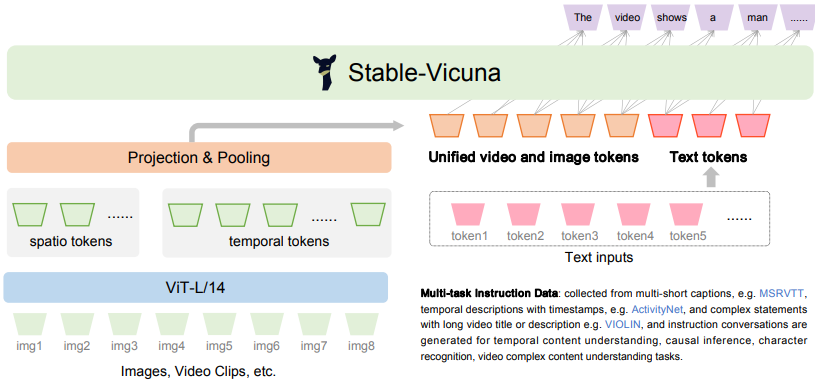 The video shows a man ......
Stable-Vicuna
Projection & Pooling
Unified video and image tokens
Text tokens
......
......
spatio tokens
temporal tokens
token1 token2 token3 token4 token5
......
Text inputs
ViT-L/14
img1 img2 img3 img4 img5 img6 img7 img8
Images, Video Clips, etc.
Multi-task Instruction Data: collected from multi-short captions, e.g. MSRVTT,
temporal descriptions with timestamps, e.g. ActivityNet, and complex statements
with long video title or description e.g. VIOLIN, and instruction conversations are
generated for temporal content understanding, causal inference, character
recognition, video complex content understanding tasks.